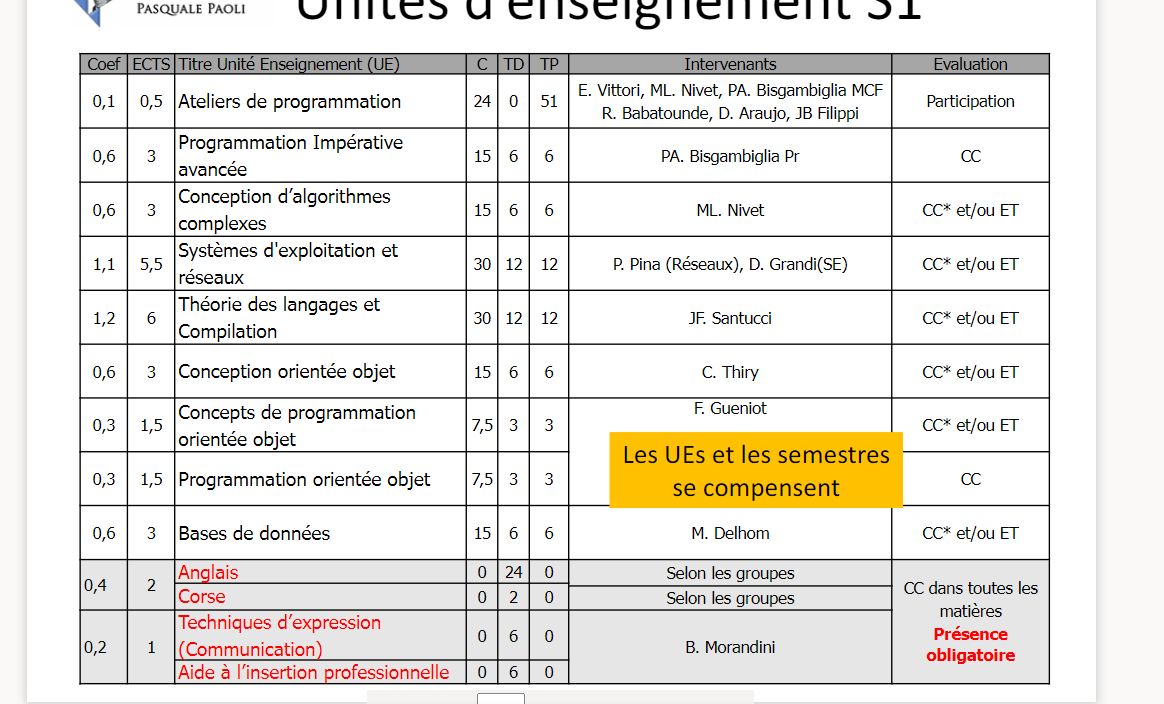 PASQUALE PAOLI
Unités d'enseignement S1
Coef ECTS Titre Unité Enseignement (UE) C TD TP Intervenants Evaluation
0,1 0,5 Ateliers de programmation 24 0 51 E. Vittori, ML. Nivet, PA. Bisgambiglia MCF
R. Babatounde, D. Araujo, JB Filippi Participation
0,6 3 Programmation Impérative
avancée 15 6 6 PA. Bisgambiglia Pr CC
0,6 3 Conception d’algorithmes
complexes 15 6 6 ML. Nivet CC* et/ou ET
1,1 5,5 Systèmes d'exploitation et
réseaux 30 12 12 P. Pina (Réseaux), D. Grandi(SE) CC* et/ou ET
1,2 6 Théorie des langages et
Compilation 30 12 12 JF. Santucci CC* et/ou ET
0,6 3 Conception orientée objet 15 6 6 C. Thiry CC* et/ou ET
0,3 1,5 Concepts de programmation
orientée objet 7,5 3 3 F. Gueniot CC* et/ou ET
Les UEs et les semestres
se compensent
0,3 1,5 Programmation orientée objet 7,5 3 3 CC
0,6 3 Bases de données 15 6 6 M. Delhom CC* et/ou ET
0,4 2 Anglais 0 24 0 Selon les groupes
Corse 0 2 0 Selon les groupes
0,2 1 Techniques d’expression
(Communication) 0 6 0 B. Morandini
Aide à l’insertion professionnelle 0 6 0
CC dans toutes les
matières
Présence
obligatoire